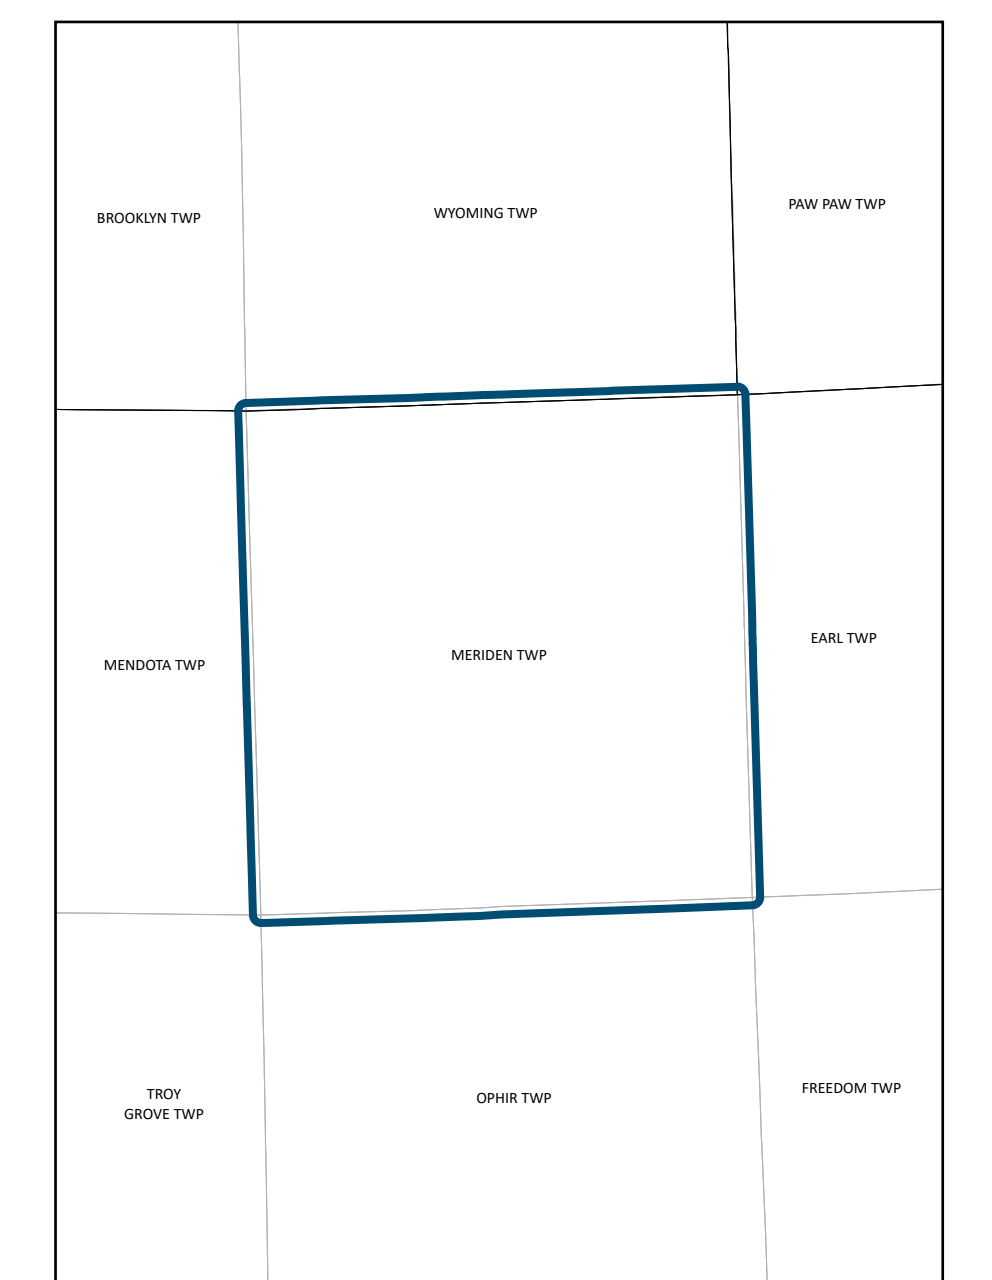 BROOKLYN TWP
WYOMING TWP
PAW PAW TWP
MENDOTA TWP
MERIDEN TWP
EARL TWP
TROY
GROVE TWP
OPHIR TWP
FREEDOM TWP